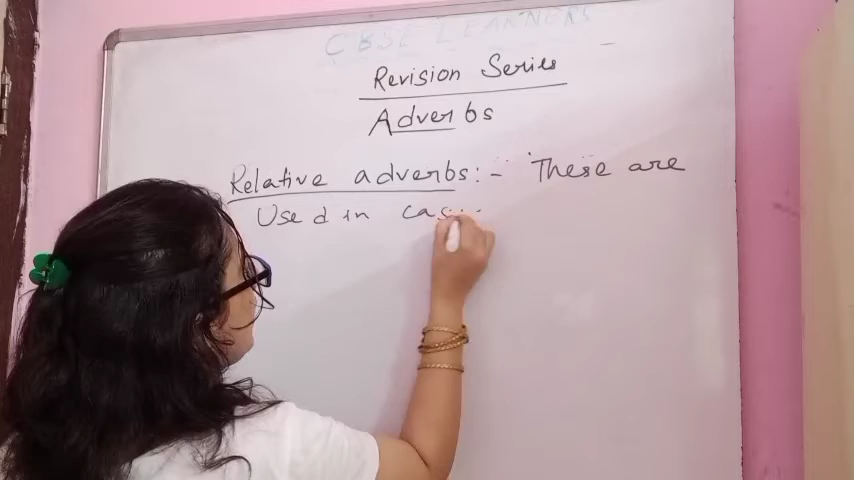 CBSE LEARNERS
Revision Series
Adverbs
Relative adverbs:- These are
Used in cas